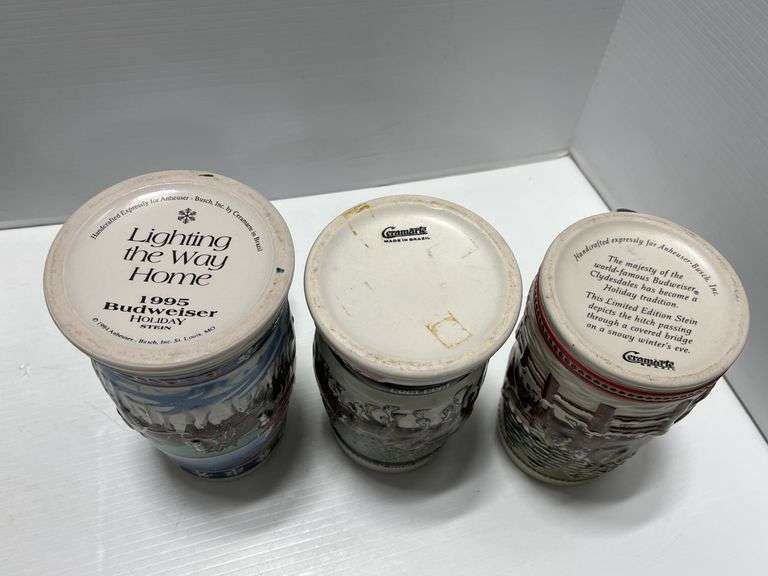 Handcrafted Expressly for Anheuser - Busch, Inc. by Ceramarte in Brazil
Lighting
the Way
Home
1995
Budweiser
HOLIDAY
STEIN
© 1994 Anheuser - Busch, Inc. St. Louis, MO
Ceramarte
MADE IN BRAZIL
Handcrafted expressly for Anheuser-Busch, Inc.
The majesty of the
world-famous Budweiser®
Clydesdales has become a
Holiday tradition.
This Limited Edition Stein
depicts the hitch passing
through a covered bridge
on a snowy winter's eve.
Ceramarte